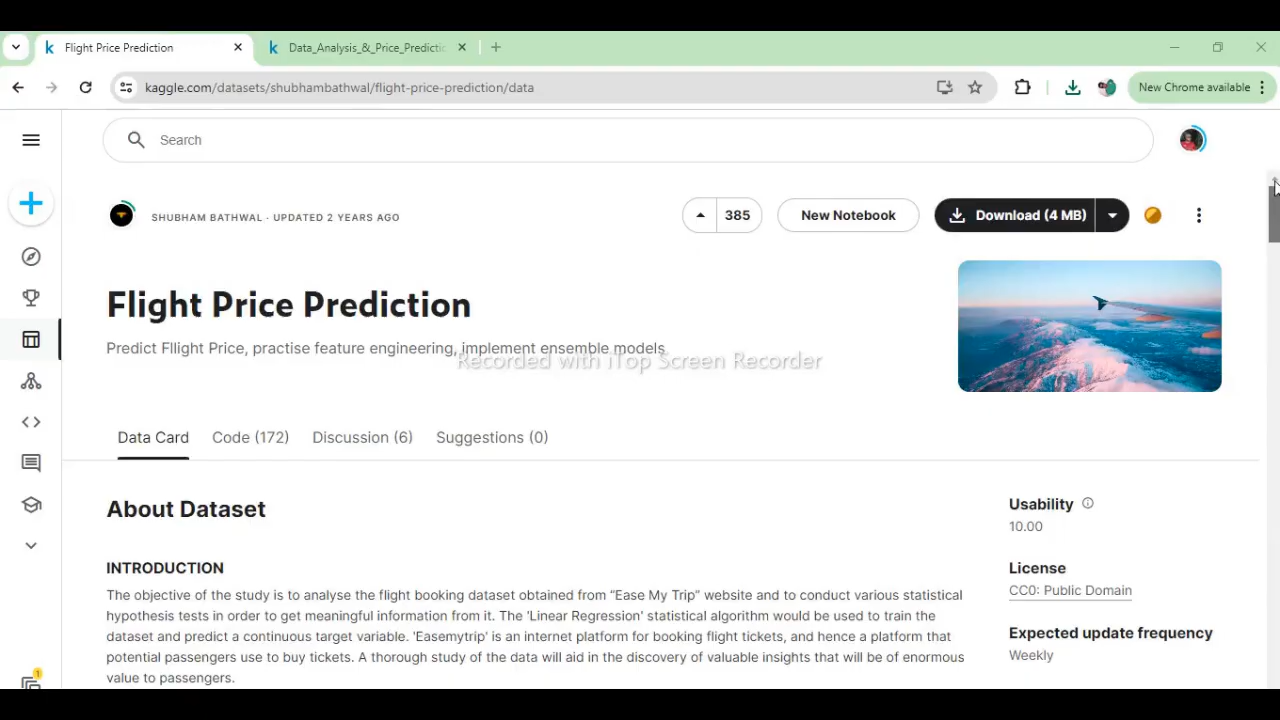 Flight Price Prediction
Data_Analysis_&_Price_Predictic
kaggle.com/datasets/shubhambathwal/flight-price-prediction/data
New Chrome available
Search
SHUBHAM BATHWAL · UPDATED 2 YEARS AGO
385
New Notebook
Download (4 MB)
Flight Price Prediction
Predict Fllight Price, practise feature engineering, implement ensemble models
Recorded with iTop Screen Recorder
Data Card
Code (172)
Discussion (6)
Suggestions (0)
About Dataset
INTRODUCTION
The objective of the study is to analyse the flight booking dataset obtained from “Ease My Trip” website and to conduct various statistical
hypothesis tests in order to get meaningful information from it. The 'Linear Regression' statistical algorithm would be used to train the
dataset and predict a continuous target variable. 'Easemytrip' is an internet platform for booking flight tickets, and hence a platform that
potential passengers use to buy tickets. A thorough study of the data will aid in the discovery of valuable insights that will be of enormous
value to passengers.
Usability
10.00
License
CC0: Public Domain
Expected update frequency
Weekly
1